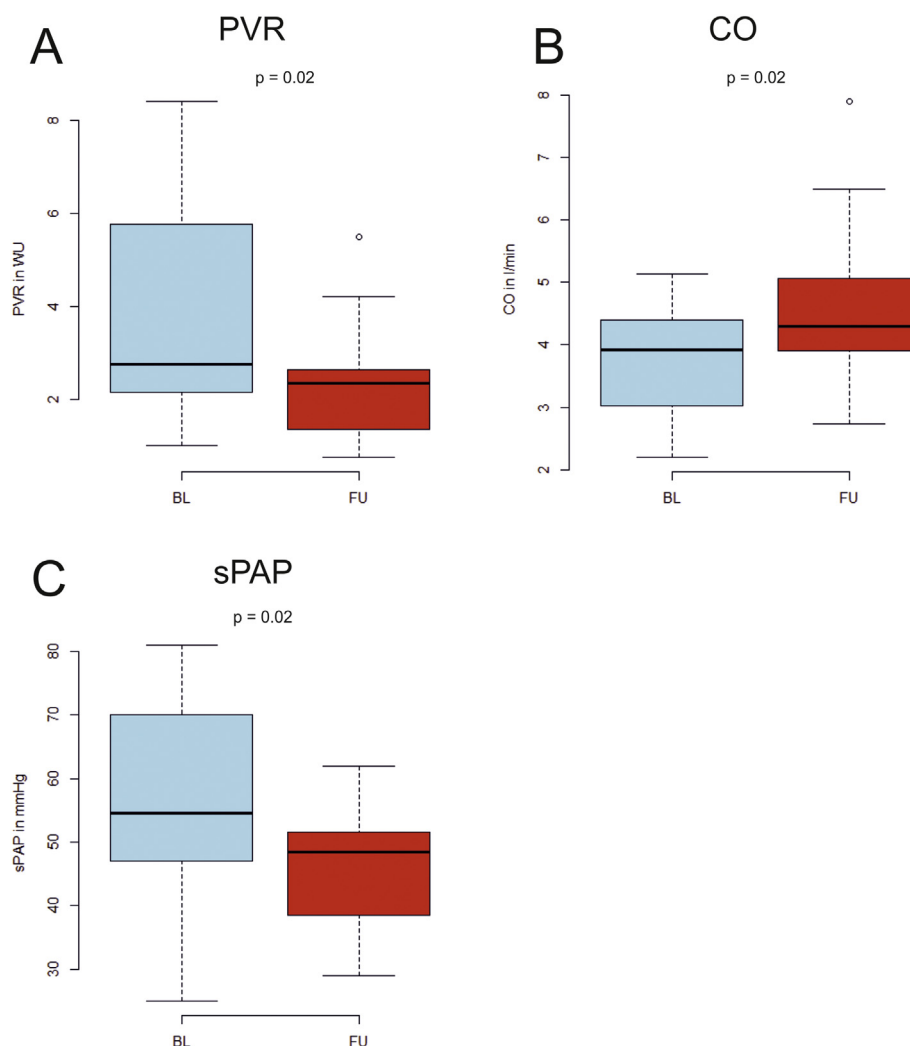 A
PVR
p = 0.02
PVR in WU
8
6
4
2
BL
FU
B
CO
p = 0.02
CO in l/min
8
7
6
5
4
3
2
BL
FU
C
sPAP
p = 0.02
sPAP in mmHg
80
70
60
50
40
30
BL
FU